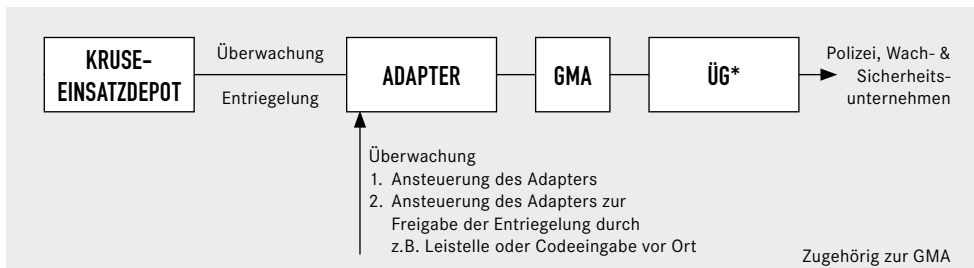 KRUSE-
EINSATZDEPOT
Überwachung
Entriegelung
ADAPTER
GMA
ÜG*
Polizei, Wach- &
Sicherheits-
unternehmen
Überwachung
1. Ansteuerung des Adapters
2. Ansteuerung des Adapters zur
Freigabe der Entriegelung durch
z.B. Leistelle oder Codeeingabe vor Ort
Zugehörig zur GMA